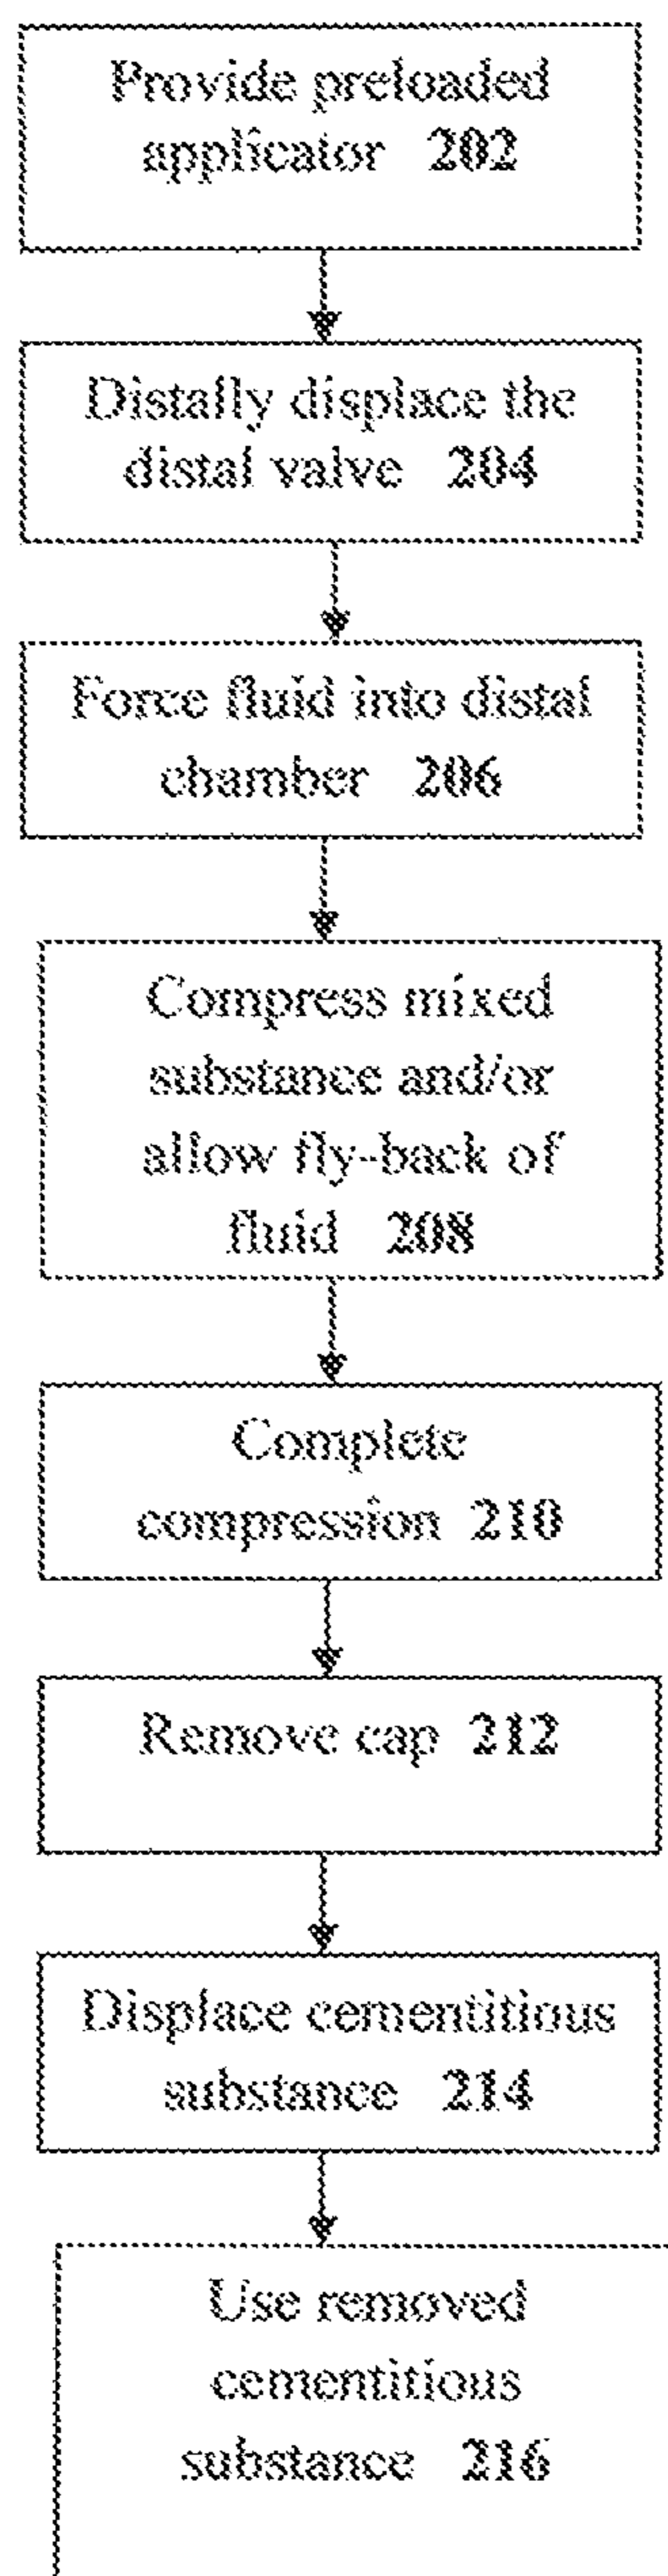 Provide preloaded
applicator 202
Distally displace the
distal valve 204
Force fluid into distal
chamber 206
Compress mixed
substance and/or
allow fly-back of
fluid 208
Complete
compression 210
Remove cap 212
Displace cementitious
substance 214
Use removed
cementitious
substance 216